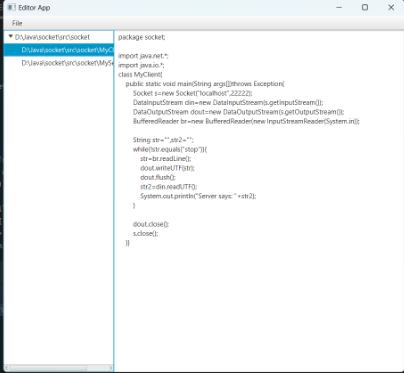 Editor App
File
D:\Java\socket\src\socket
D:\Java\socket\src\socket\MyCl
D:\Java\socket\src\socket\MySe
package socket;
import java.net.*;
import java.io.*;
class MyClient{
public static void main(String args[])throws Exception{
Socket s=new Socket("localhost",22222);
DataInputStream din=new DataInputStream(s.getInputStream());
DataOutputStream dout=new DataOutputStream(s.getOutputStream());
BufferedReader br=new BufferedReader(new InputStreamReader(System.in));
String str="",str2="";
while(!str.equals("stop")){
str=br.readLine();
dout.writeUTF(str);
dout.flush();
str2=din.readUTF();
System.out.println("Server says: "+str2);
}
dout.close();
s.close();
}}